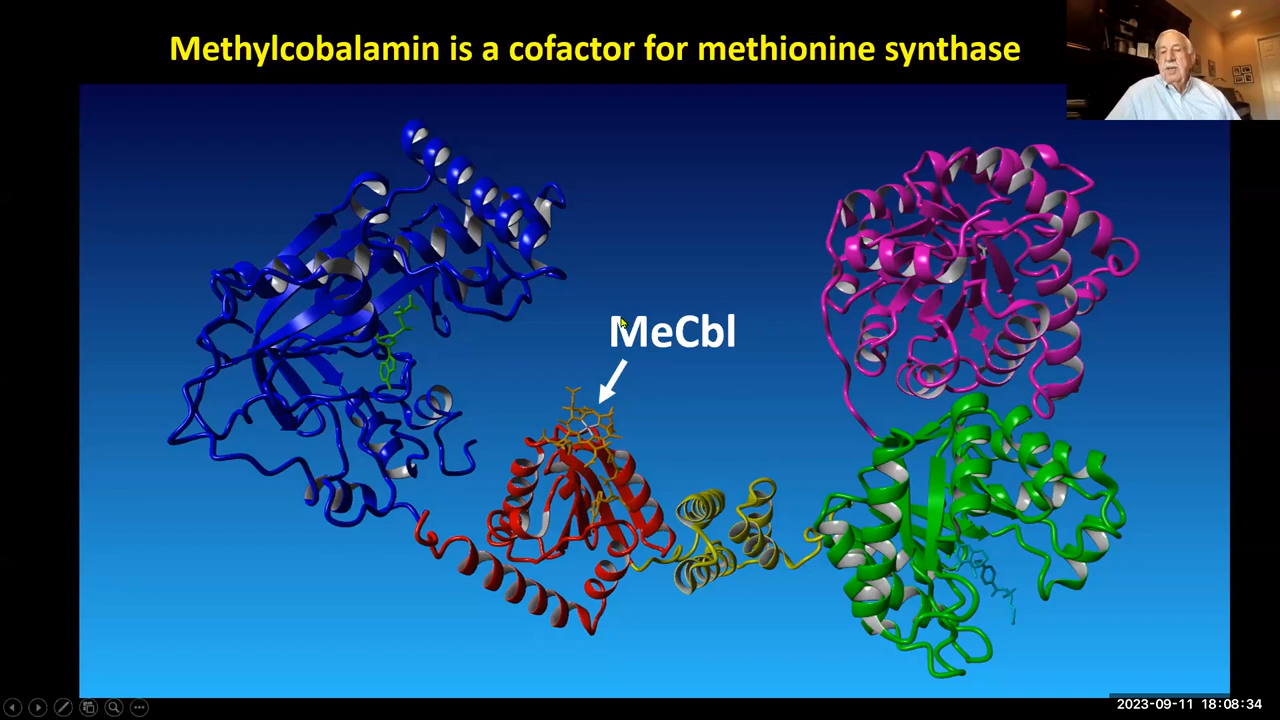 Methylcobalamin is a cofactor for methionine synthase
MeCbl
2023-09-11 18:08:34